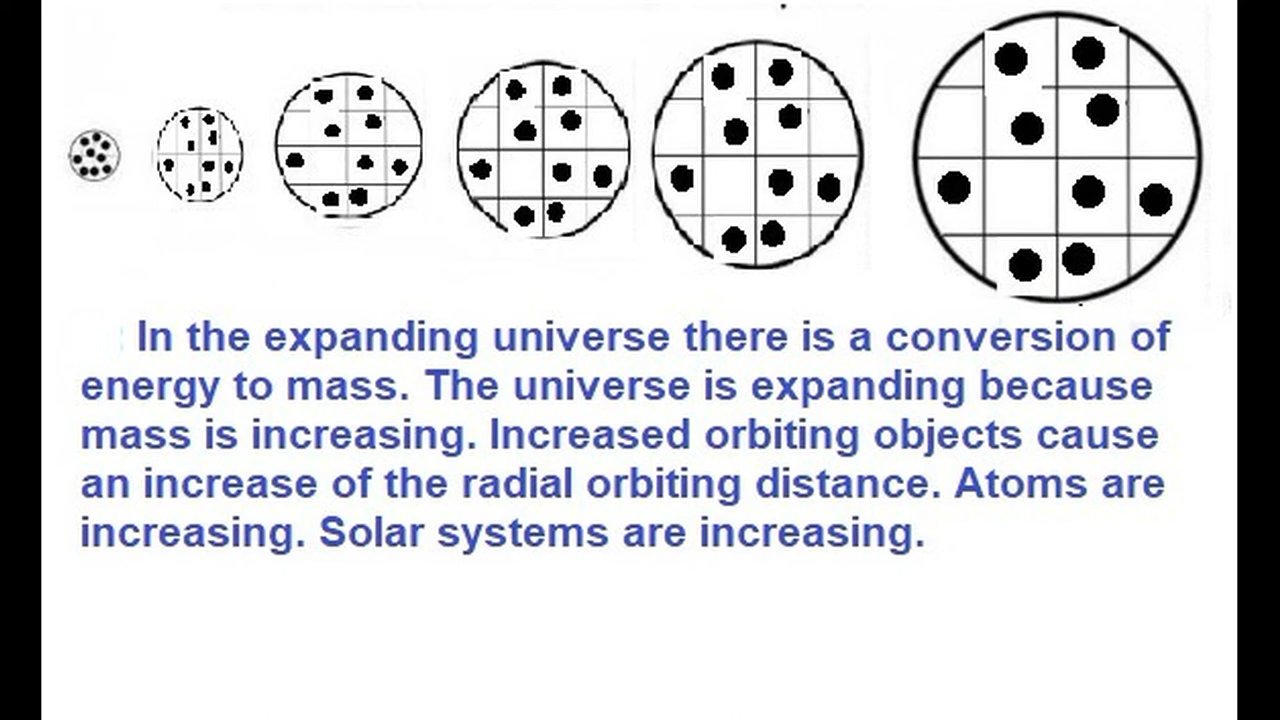 In the expanding universe there is a conversion of
energy to mass. The universe is expanding because
mass is increasing. Increased orbiting objects cause
an increase of the radial orbiting distance. Atoms are
increasing. Solar systems are increasing.